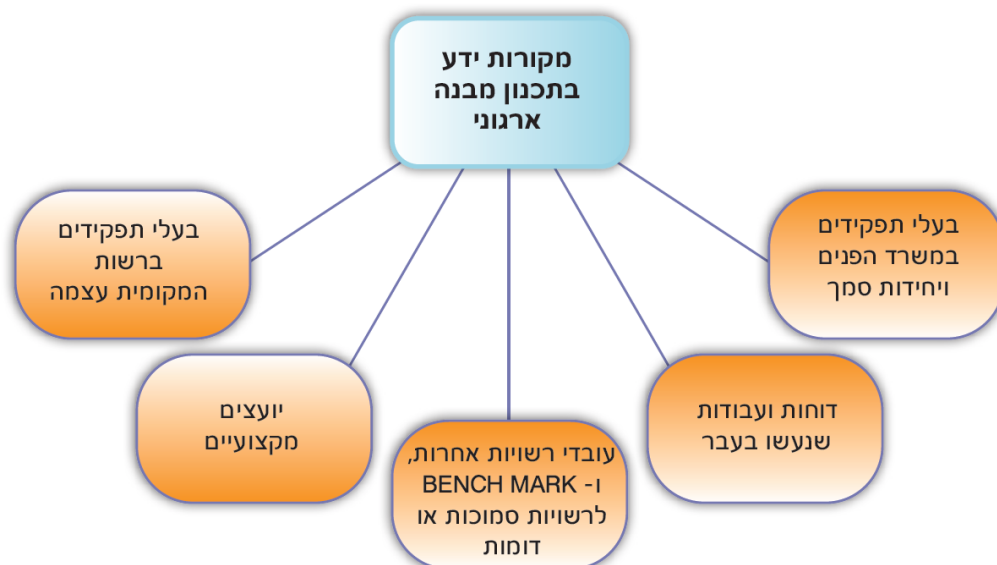 מקורות ידע
בתכנון מבנה
ארגוני
בעלי תפקידים
במשרד הפנים
ויחידות סמך
דוחות ועבודות
שנעשו בעבר
עובדי רשויות אחרות,
ו- BENCH MARK
לרשויות סמוכות או
דומות
יועצים
מקצועיים
בעלי תפקידים
ברשות
המקומית עצמה